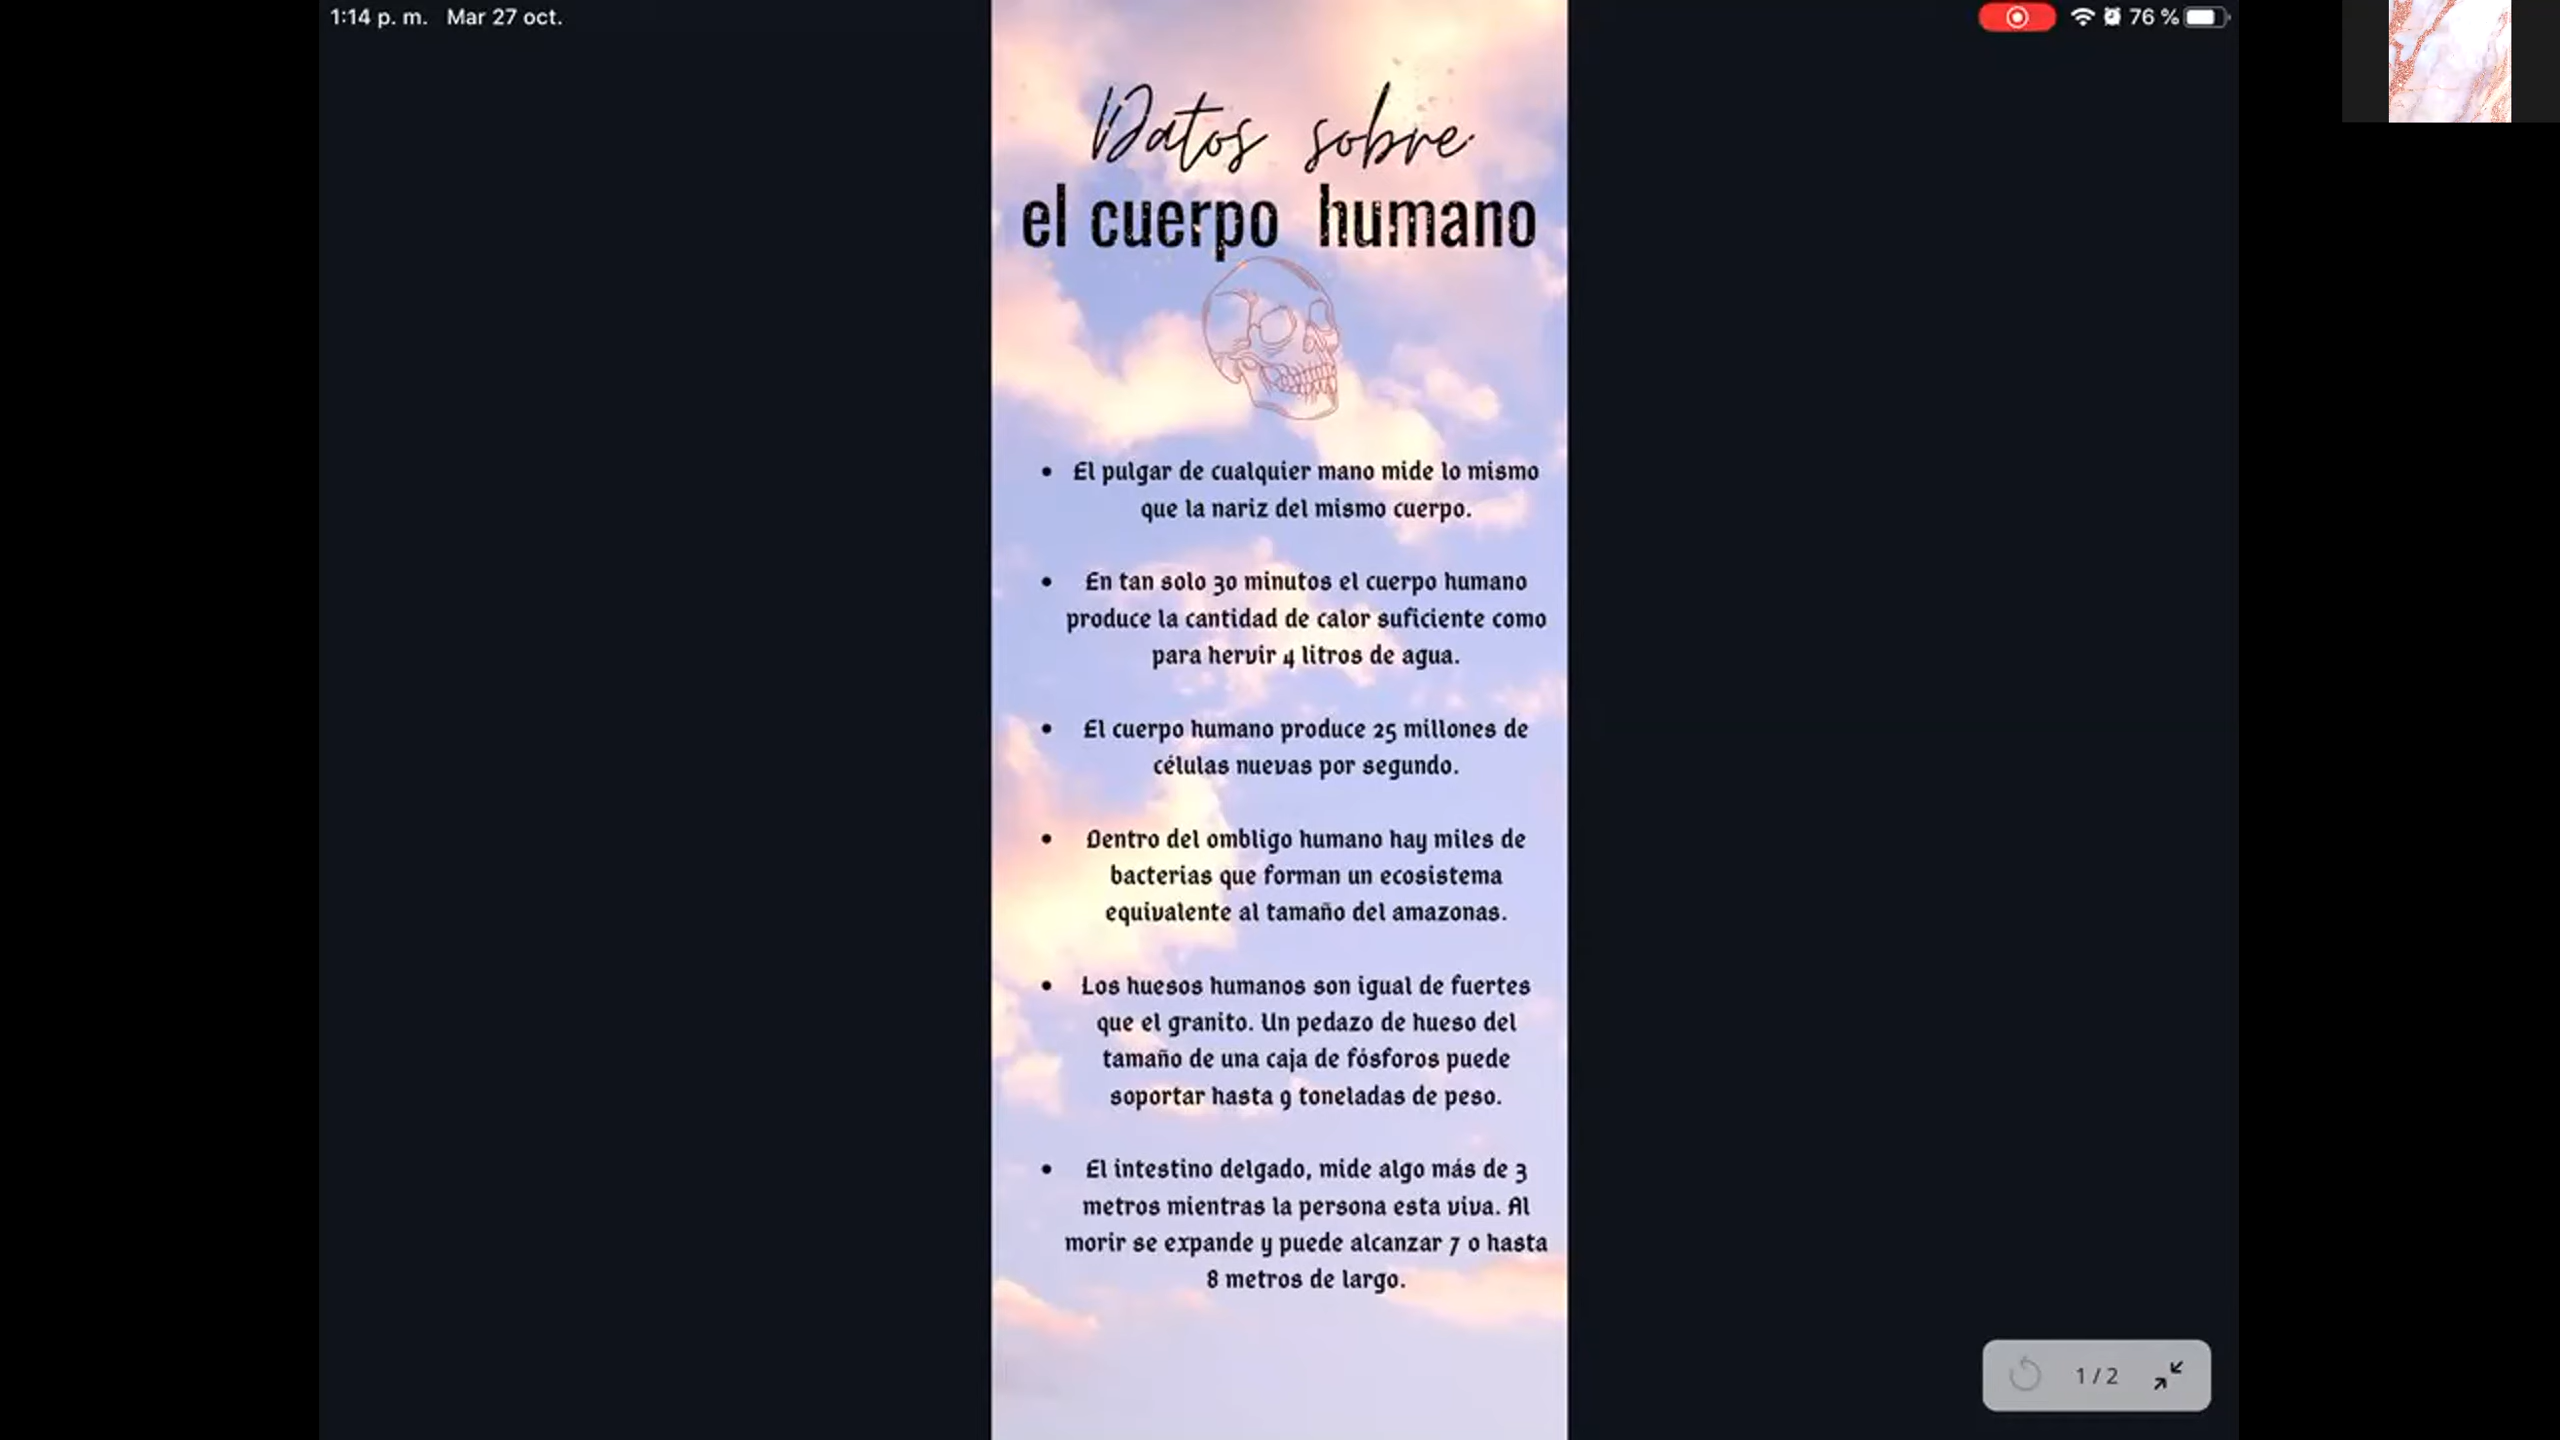 1:14 p. m. Mar 27 oct.
76 %
Datos sobre
el cuerpo humano
• El pulgar de cualquier mano mide lo mismo
que la nariz del mismo cuerpo.
• En tan solo 30 minutos el cuerpo humano
produce la cantidad de calor suficiente como
para hervir 4 litros de agua.
• El cuerpo humano produce 25 millones de
células nuevas por segundo.
• Dentro del ombligo humano hay miles de
bacterias que forman un ecosistema
equivalente al tamaño del amazonas.
• Los huesos humanos son igual de fuertes
que el granito. Un pedazo de hueso del
tamaño de una caja de fósforos puede
soportar hasta 9 toneladas de peso.
• El intestino delgado, mide algo más de 3
metros mientras la persona esta viva. Al
morir se expande y puede alcanzar 7 o hasta
8 metros de largo.
1 / 2